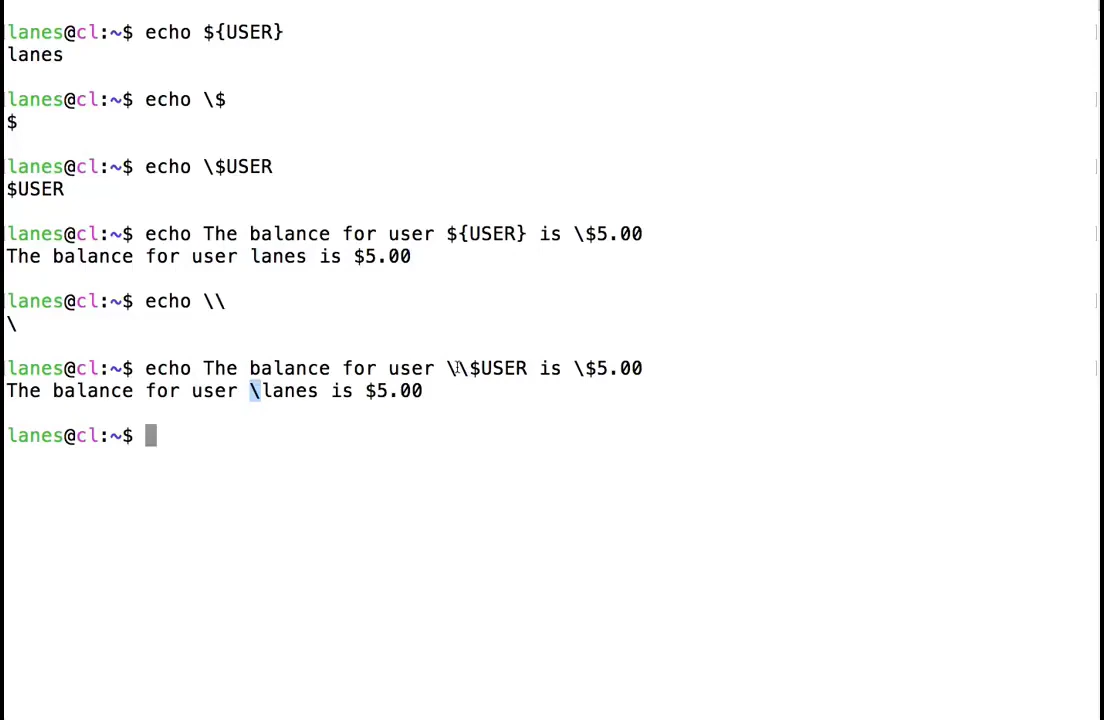 lanes@cl:~$ echo ${USER}
lanes
lanes@cl:~$ echo \$
$
lanes@cl:~$ echo \$USER
$USER
lanes@cl:~$ echo The balance for user ${USER} is \$5.00
The balance for user lanes is $5.00
lanes@cl:~$ echo \\
\
lanes@cl:~$ echo The balance for user \\$USER is \$5.00
The balance for user \lanes is $5.00
lanes@cl:~$